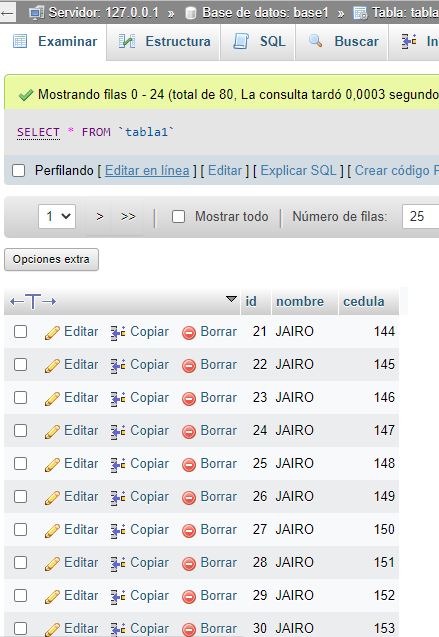 Servidor: 127.0.0.1 » Base de datos: base1 » Tabla: tabla
Examinar Estructura SQL Buscar In
Mostrando filas 0 - 24 (total de 80, La consulta tardó 0,0003 segundo
SELECT * FROM `tabla1`
Perfilando [ Editar en línea ] [ Editar ] [ Explicar SQL ] [ Crear código P
1 > >> | Mostrar todo | Número de filas: 25
Opciones extra
id nombre cedula
Editar Copiar Borrar 21 JAIRO 144
Editar Copiar Borrar 22 JAIRO 145
Editar Copiar Borrar 23 JAIRO 146
Editar Copiar Borrar 24 JAIRO 147
Editar Copiar Borrar 25 JAIRO 148
Editar Copiar Borrar 26 JAIRO 149
Editar Copiar Borrar 27 JAIRO 150
Editar Copiar Borrar 28 JAIRO 151
Editar Copiar Borrar 29 JAIRO 152
Editar Copiar Borrar 30 JAIRO 153